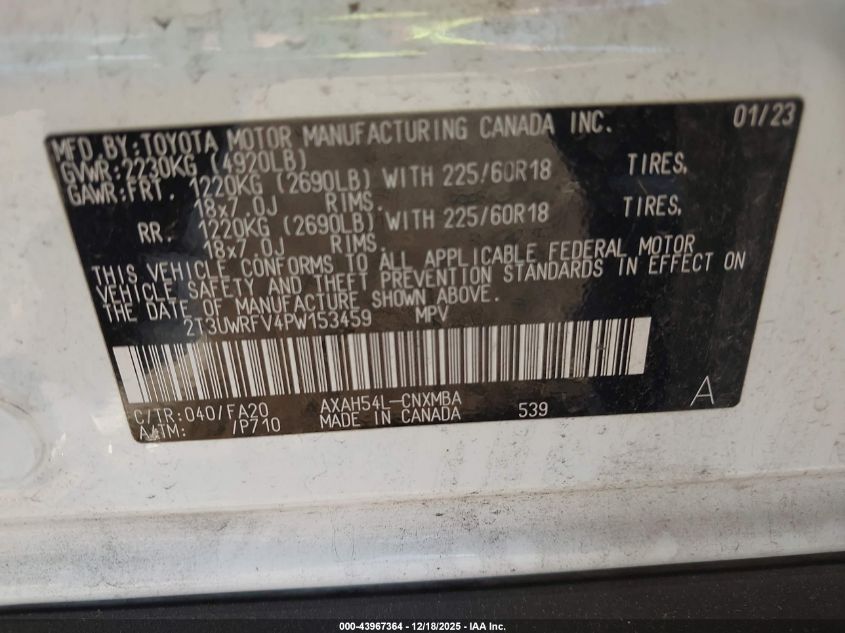 MFD.BY:TOYOTA MOTOR MANUFACTURING CANADA INC. 01/23
GVWR:2230KG (4920LB)
GAWR:FRT. 1220KG (2690LB) WITH 225/60R18 TIRES,
18x7.0J RIMS.
RR. 1220KG (2690LB) WITH 225/60R18 TIRES,
18x7.0J RIMS.
THIS VEHICLE CONFORMS TO ALL APPLICABLE FEDERAL MOTOR
VEHICLE SAFETY AND THEFT PREVENTION STANDARDS IN EFFECT ON
THE DATE OF MANUFACTURE SHOWN ABOVE.
2T3UWRFV4PW153459 MPV
C/TR:040/FA20 AXAH54L-CNXMBA
A/TM: /P710 MADE IN CANADA 539 A
000-43967364 | 12/18/2025 - IAA Inc.